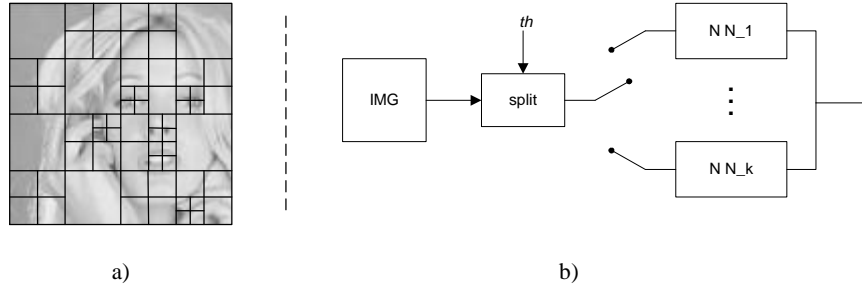 th
N N_1
IMG
split
N N_k
a)
b)